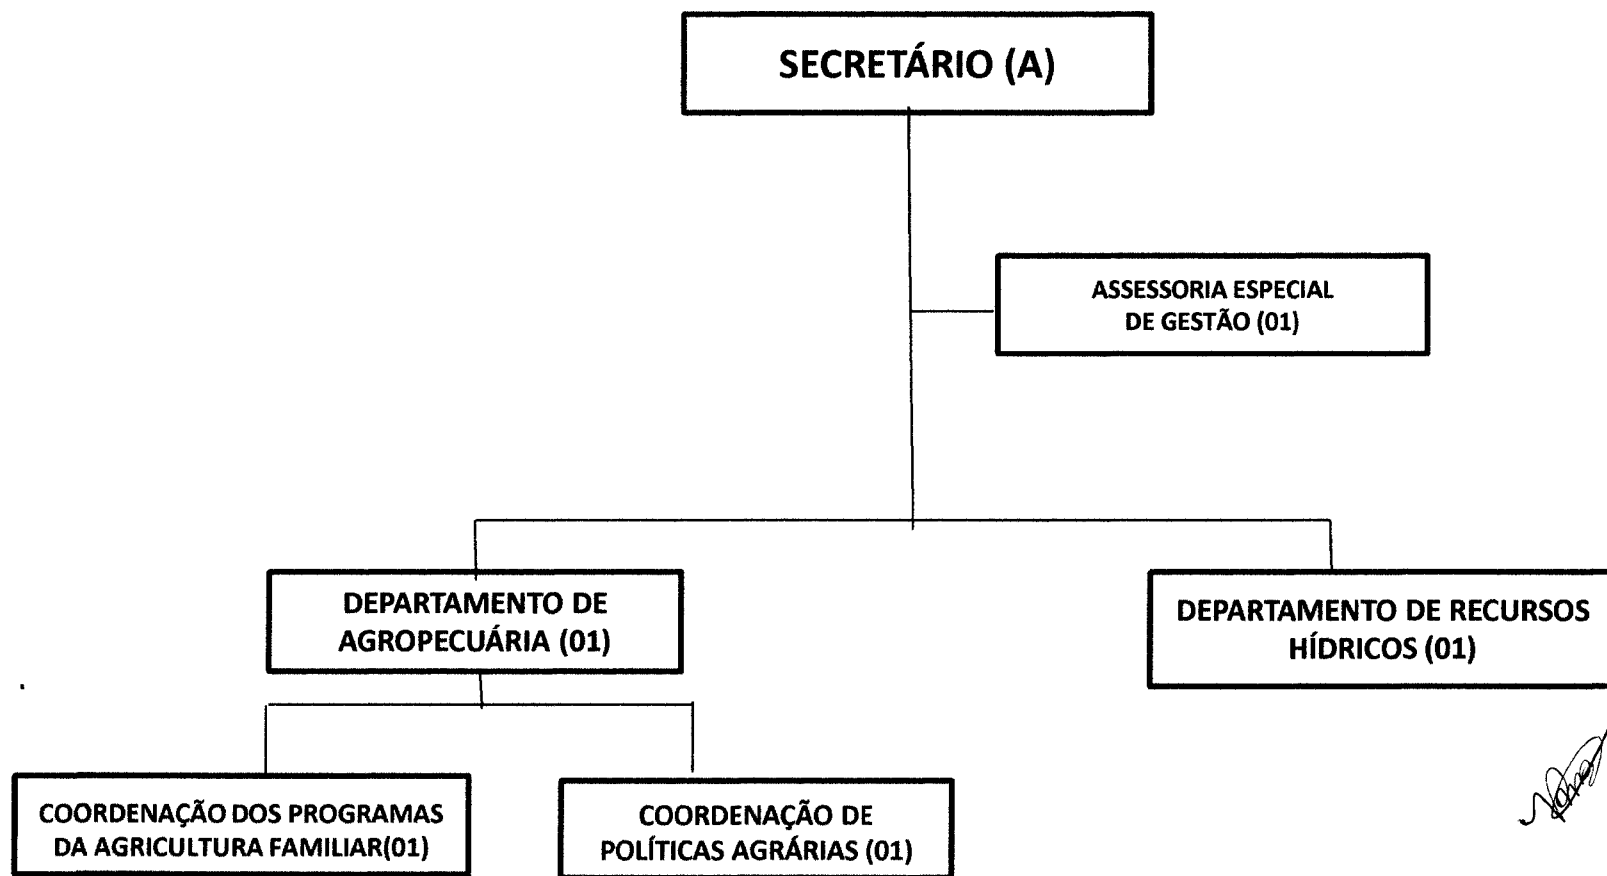 SECRETÁRIO (A)
ASSESSORIA ESPECIAL
DE GESTÃO (01)
DEPARTAMENTO DE
AGROPECUÁRIA (01)
DEPARTAMENTO DE RECURSOS
HÍDRICOS (01)
COORDENAÇÃO DOS PROGRAMAS
DA AGRICULTURA FAMILIAR(01)
COORDENAÇÃO DE
POLÍTICAS AGRÁRIAS (01)